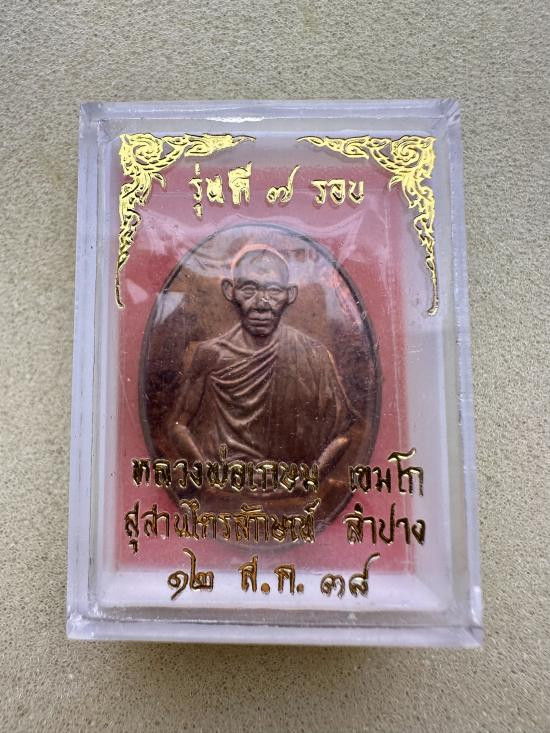 รุ่นดี ๗ รอบ
หลวงพ่อเกษม เขมโก
สุสานไตรลักษณ์ ลำปาง
๑๒ ส.ค. ๓๘